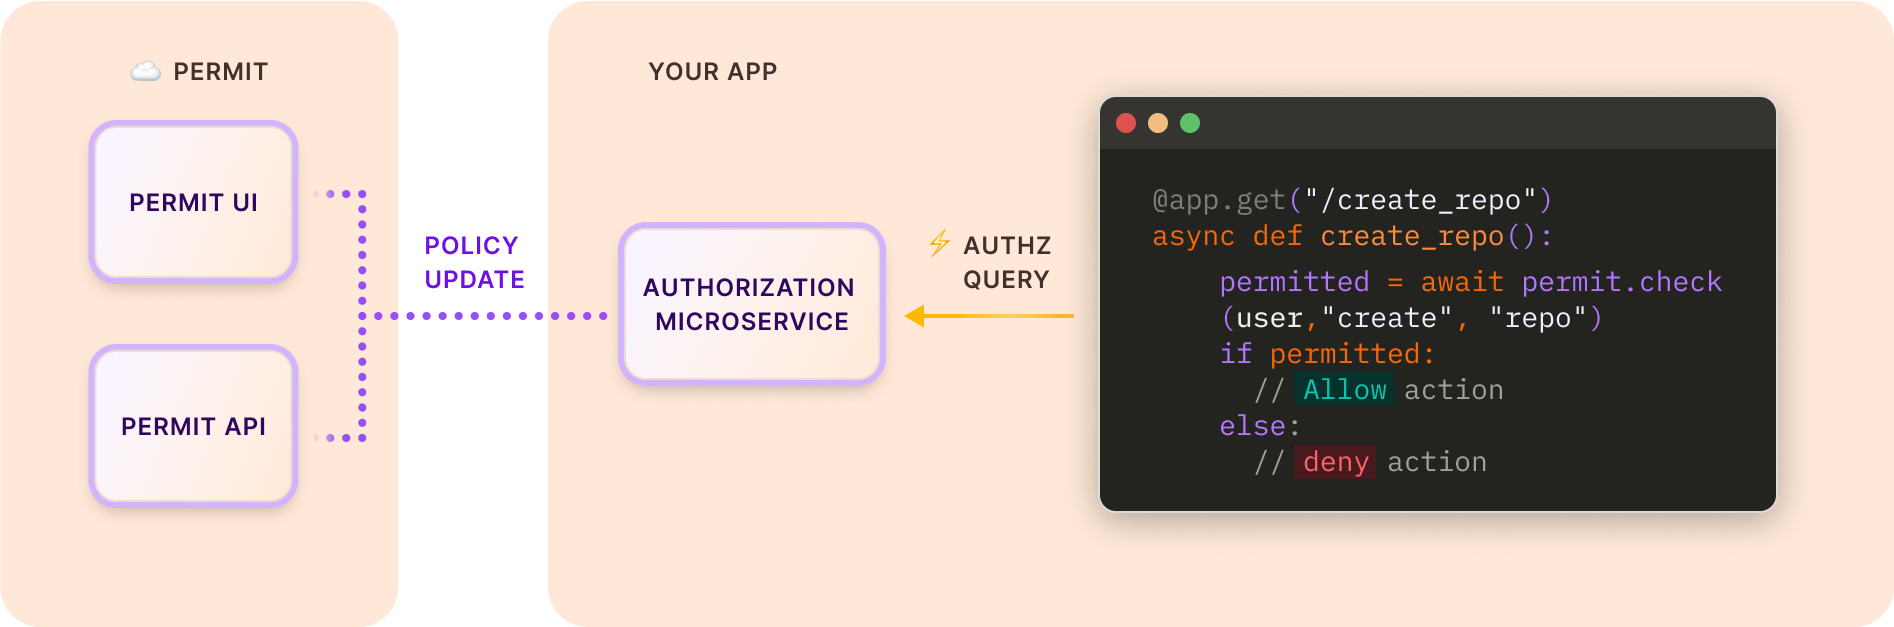 PERMIT
PERMIT UI
PERMIT API
POLICY
UPDATE
YOUR APP
AUTHORIZATION
MICROSERVICE
⚡ AUTHZ
QUERY
@app.get("/create_repo")
async def create_repo():
permitted = await permit.check
(user,"create", "repo")
if permitted:
// Allow action
else:
// deny action